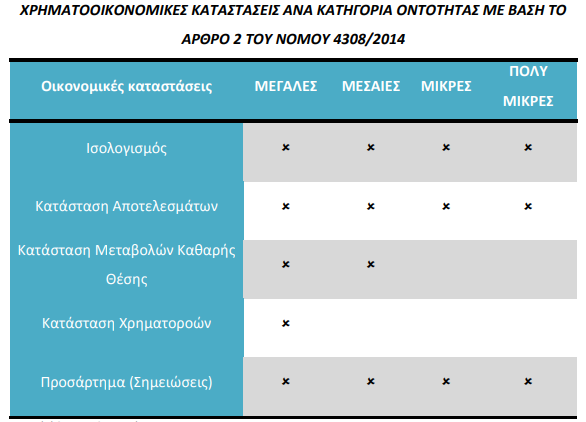 ΧΡΗΜΑΤΟΟΙΚΟΝΟΜΙΚΕΣ ΚΑΤΑΣΤΑΣΕΙΣ ΑΝΑ ΚΑΤΗΓΟΡΙΑ ΟΝΤΟΤΗΤΑΣ ΜΕ ΒΑΣΗ ΤΟ
ΑΡΘΡΟ 2 ΤΟΥ ΝΟΜΟΥ 4308/2014
Οικονομικές καταστάσεις ΜΕΓΑΛΕΣ ΜΕΣΑΙΕΣ ΜΙΚΡΕΣ ΠΟΛΥ
ΜΙΚΡΕΣ
Ισολογισμός × × × ×
Κατάσταση Αποτελεσμάτων × × × ×
Κατάσταση Μεταβολών Καθαρής
Θέσης × ×
Κατάσταση Χρηματοροών ×
Προσάρτημα (Σημειώσεις) × × × ×